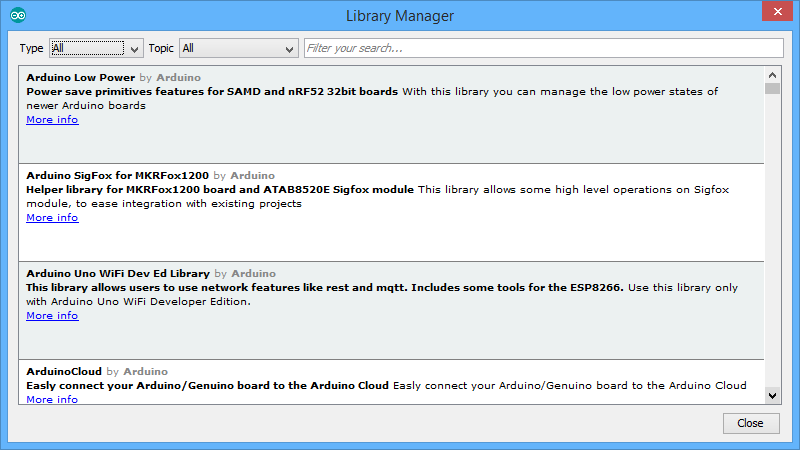 Library Manager
Type All Topic All Filter your search...
Arduino Low Power by Arduino
Power save primitives features for SAMD and nRF52 32bit boards With this library you can manage the low power states of
newer Arduino boards
More info
Arduino SigFox for MKRFox1200 by Arduino
Helper library for MKRFox1200 board and ATAB8520E Sigfox module This library allows some high level operations on Sigfox
module, to ease integration with existing projects
More info
Arduino Uno WiFi Dev Ed Library by Arduino
This library allows users to use network features like rest and mqtt. Includes some tools for the ESP8266. Use this library only
with Arduino Uno WiFi Developer Edition.
More info
ArduinoCloud by Arduino
Easly connect your Arduino/Genuino board to the Arduino Cloud Easly connect your Arduino/Genuino board to the Arduino Cloud
More info
Close